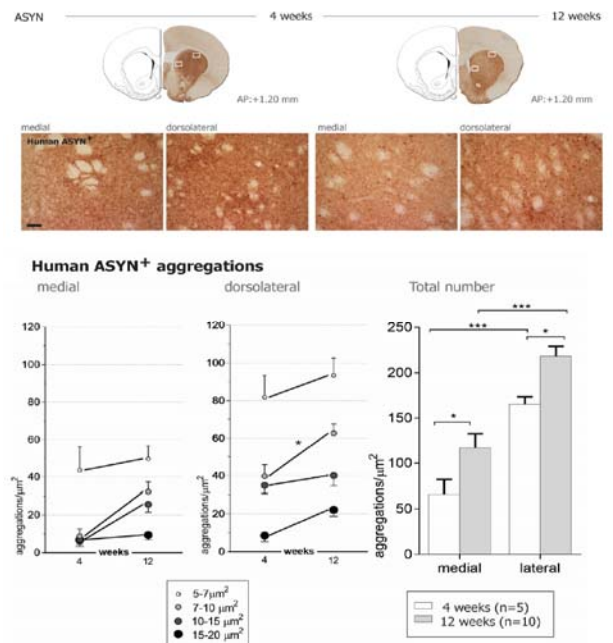 ASYN 4 weeks 12 weeks
AP:+1.20 mm AP:+1.20 mm
medial dorsolateral medial dorsolateral
Human ASYN⁺
Human ASYN⁺ aggregations
medial dorsolateral Total number
120 120 250
100 100 200
80 80 150
60 60 100
40 40 50
20 20 0
0 0
aggregations/μm² aggregations/μm² aggregations/μm²
4 weeks 12 4 weeks 12
*
*** *** * *
medial lateral
5-7μm²
7-10 μm²
10-15 μm²
15-20 μm²
4 weeks (n=5)
12 weeks (n=10)